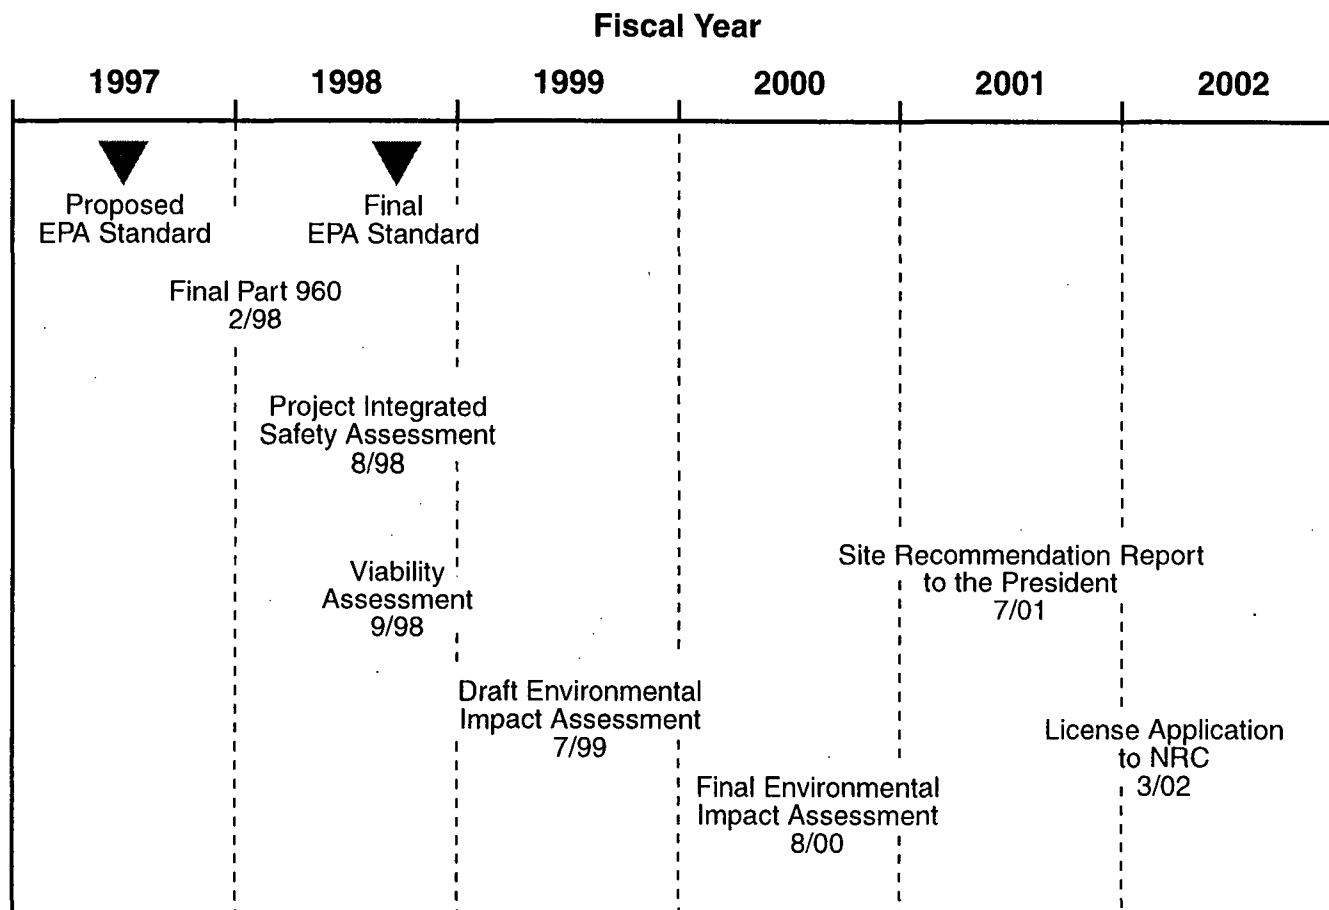 Fiscal Year
1997 1998 1999 2000 2001 2002
Proposed
EPA Standard
Final
EPA Standard
Final Part 960
2/98
Project Integrated
Safety Assessment
8/98
Viability
Assessment
9/98
Site Recommendation Report
to the President
7/01
Draft Environmental
Impact Assessment
7/99
License Application
to NRC
3/02
Final Environmental
Impact Assessment
8/00